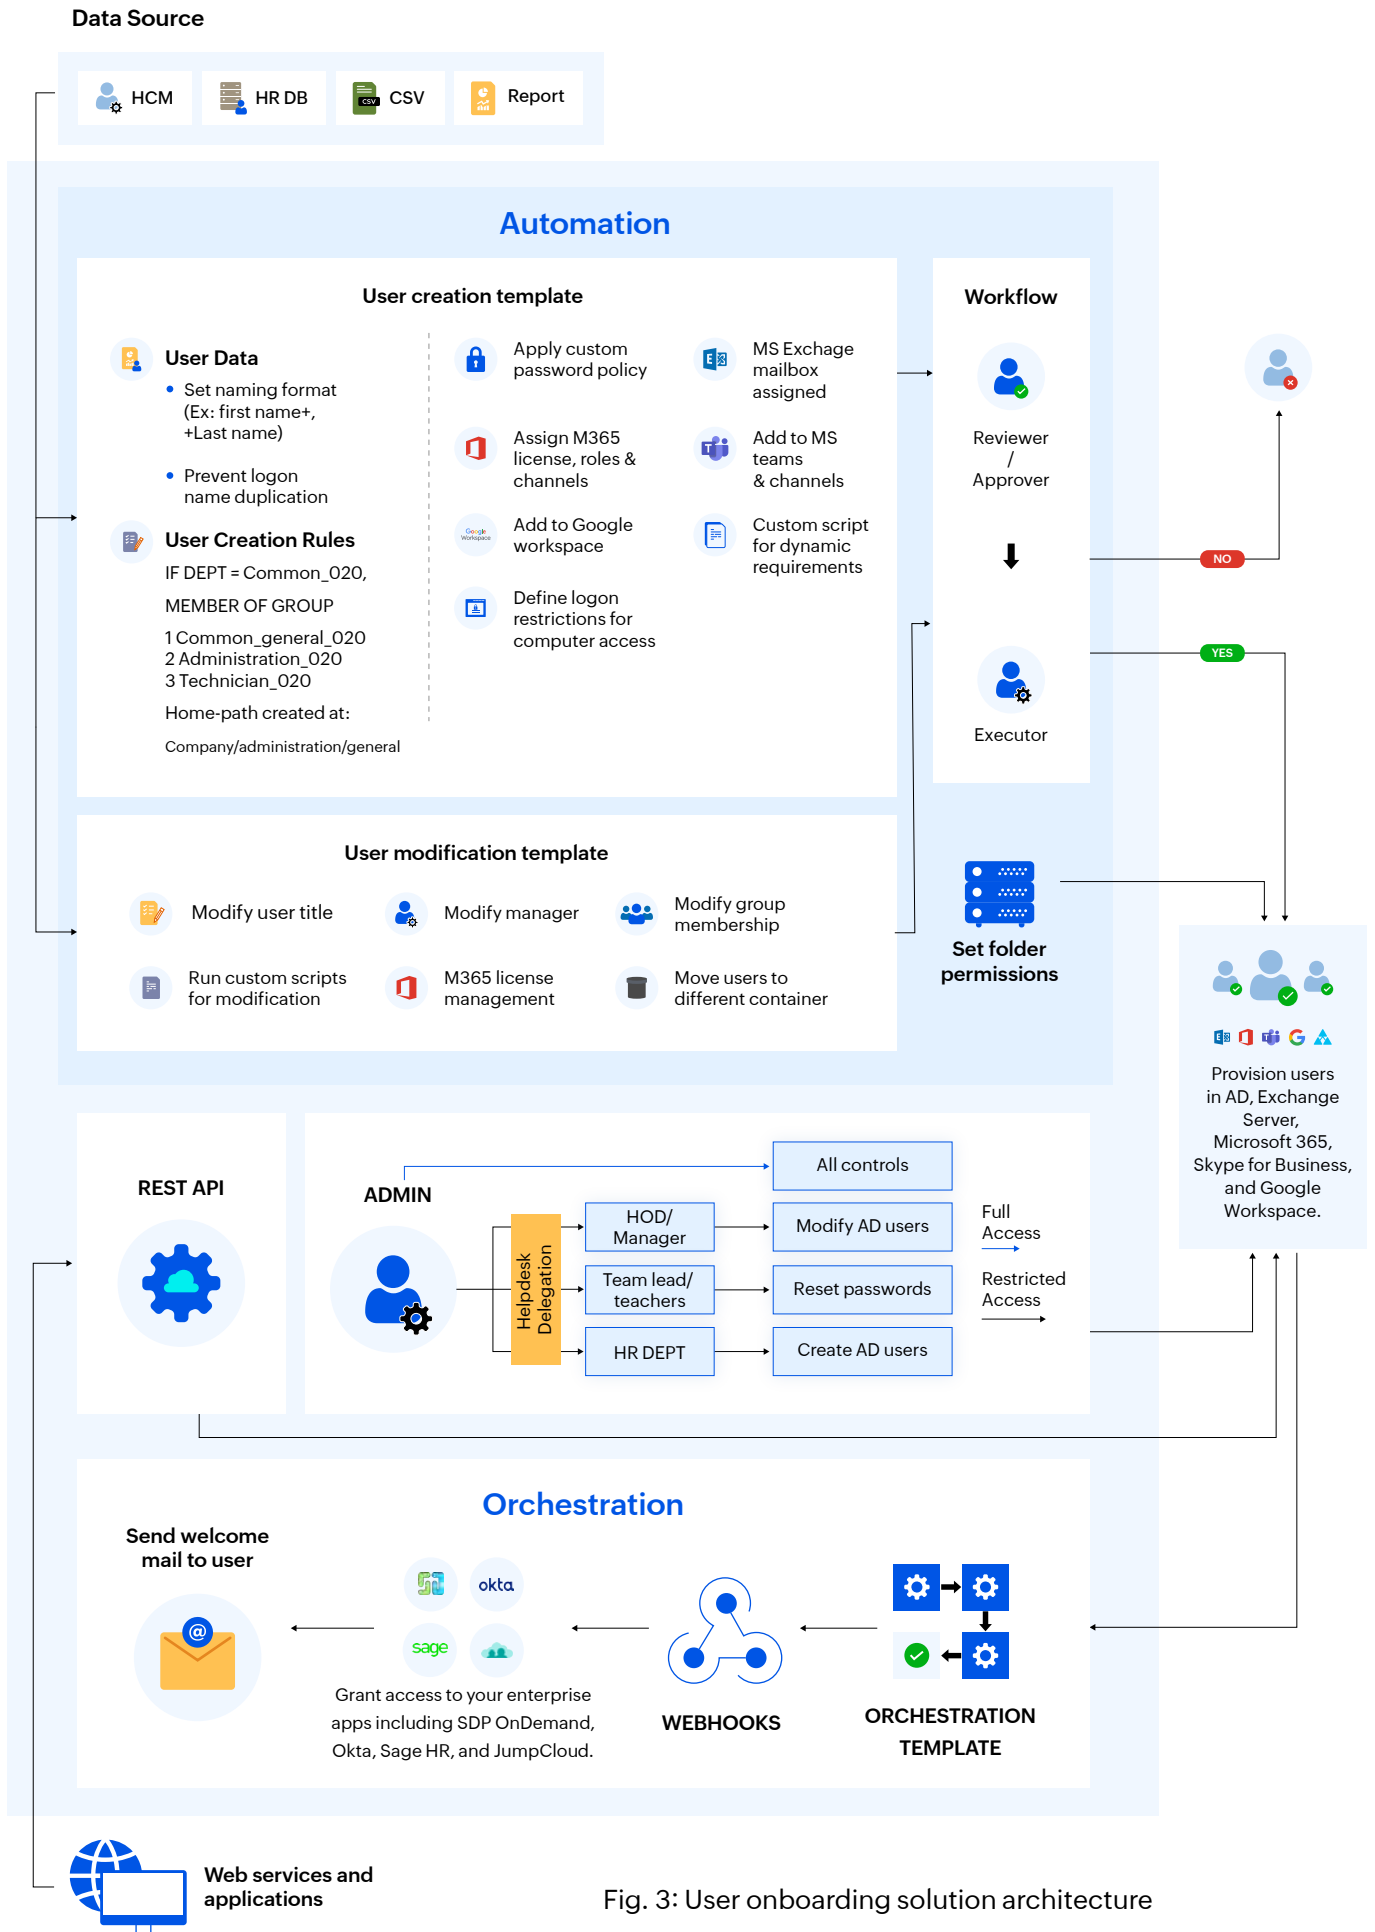 Data Source
HCM
HR DB
CSV
CSV
Report
Automation
User creation template
User Data
Set naming format
(Ex: first name+,
+Last name)
Prevent logon
name duplication
User Creation Rules
IF DEPT = Common_020,
MEMBER OF GROUP
1 Common_general_020
2 Administration_020
3 Technician_020
Home-path created at:
Company/administration/general
Apply custom
password policy
Assign M365
license, roles &
channels
Google
Workspace
Add to Google
workspace
Define logon
restrictions for
computer access
MS Exchage
mailbox
assigned
Add to MS
teams
& channels
Custom script
for dynamic
requirements
Workflow
Reviewer
/
Approver
Executor
NO
YES
User modification template
Modify user title
Modify manager
Modify group
membership
Run custom scripts
for modification
M365 license
management
Move users to
different container
Set folder
permissions
Provision users
in AD, Exchange
Server,
Microsoft 365,
Skype for Business,
and Google
Workspace.
REST API
ADMIN
Helpdesk
Delegation
HOD/
Manager
Team lead/
teachers
HR DEPT
All controls
Modify AD users
Reset passwords
Create AD users
Full
Access
Restricted
Access
Orchestration
Send welcome
mail to user
@
okta
sage
Grant access to your enterprise
apps including SDP OnDemand,
Okta, Sage HR, and JumpCloud.
WEBHOOKS
ORCHESTRATION
TEMPLATE
Web services and
applications
Fig. 3: User onboarding solution architecture